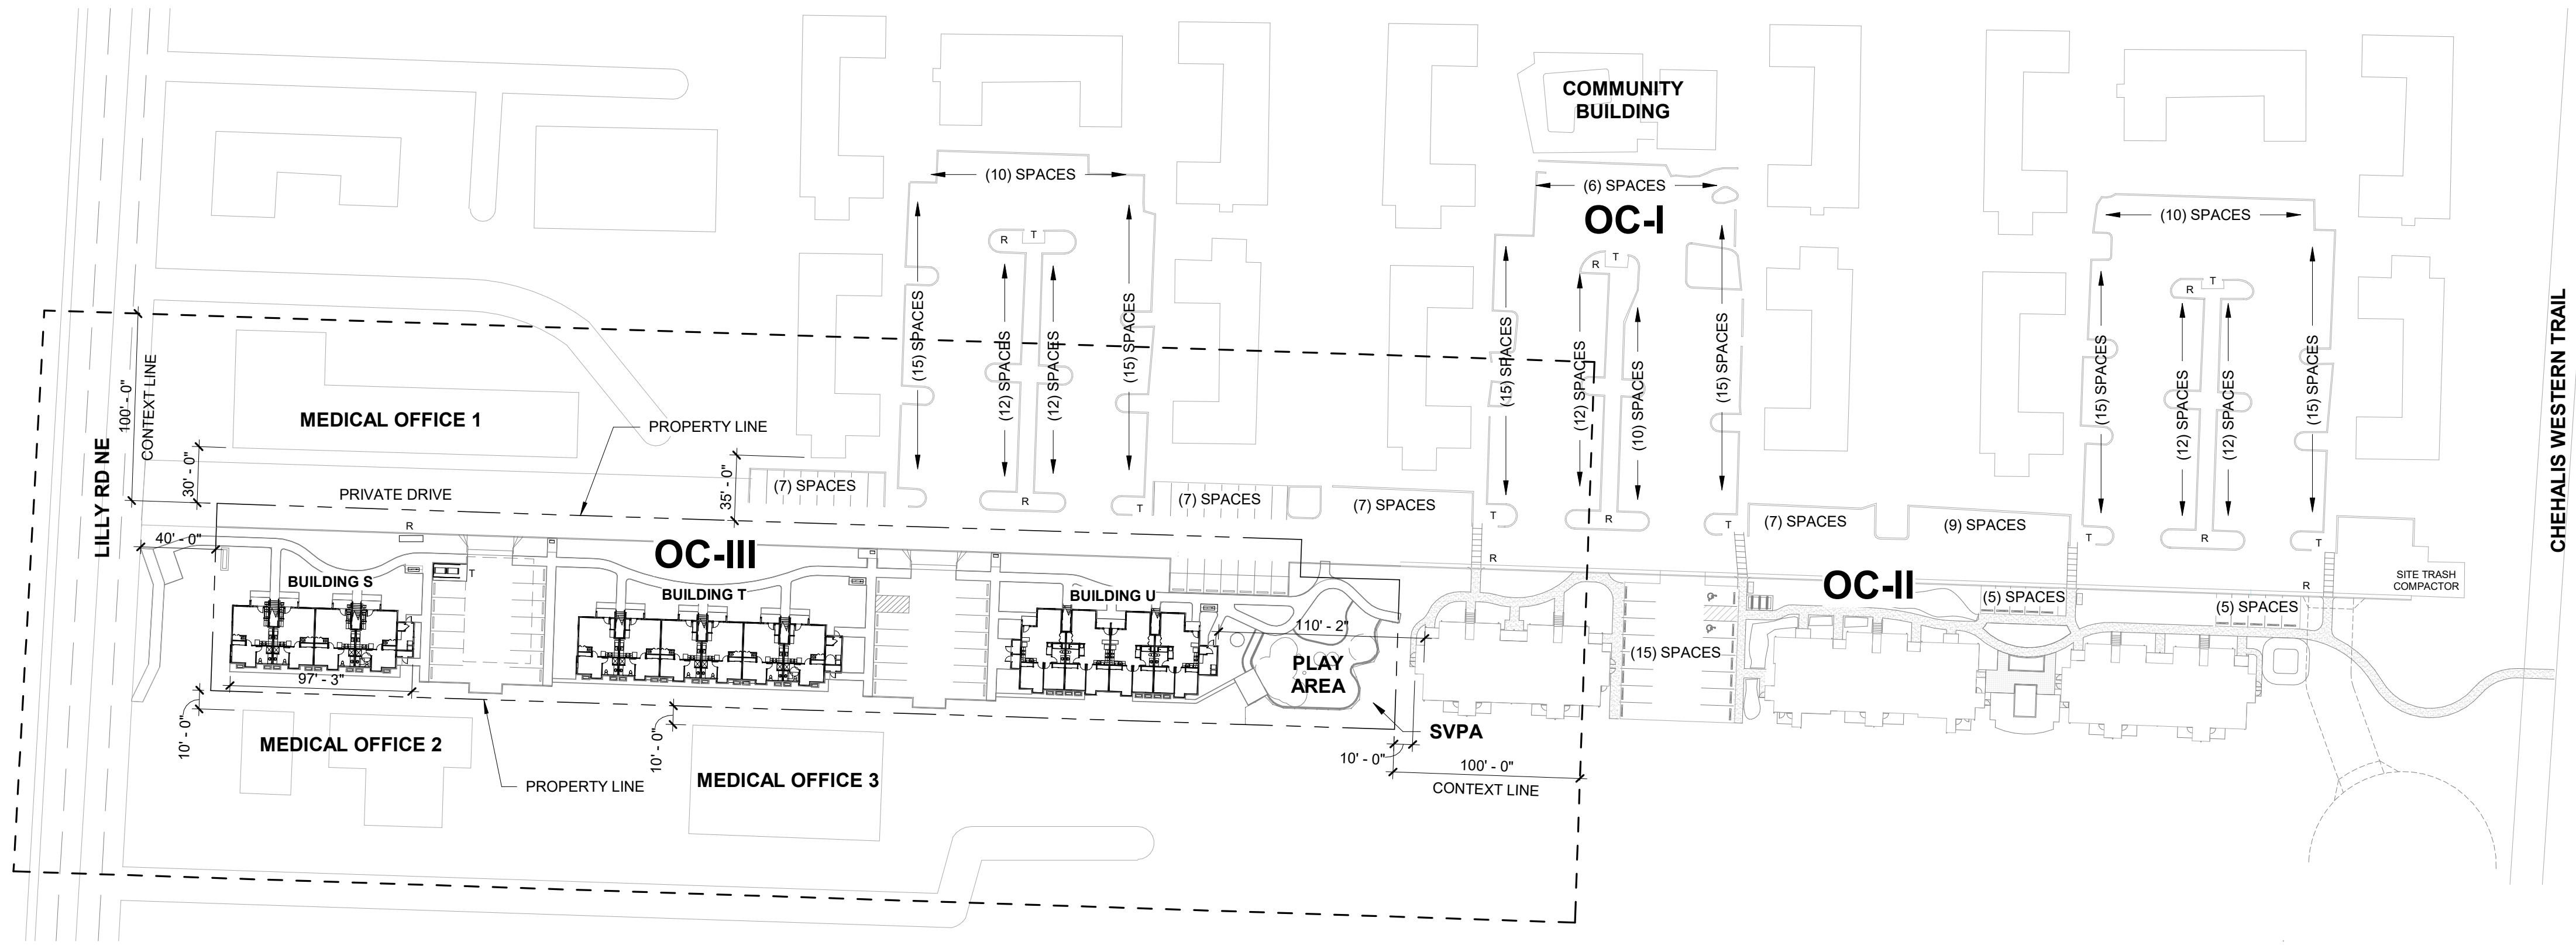 COMMUNITY
BUILDING
(10) SPACES
(6) SPACES
OC-I
(10) SPACES
R
T
R
T
R
T
(15) SPACES
(12) SPACES
(12) SPACES
(15) SPACES
(15) SPACES
(12) SPACES
(10) SPACES
(15) SPACES
(15) SPACES
(12) SPACES
(12) SPACES
(15) SPACES
CHEHALIS WESTERN TRAIL
LILLY RD NE
100' - 0"
CONTEXT LINE
MEDICAL OFFICE 1
PROPERTY LINE
30' - 0"
35' - 0"
PRIVATE DRIVE
(7) SPACES
R
T
(7) SPACES
(7) SPACES
T
R
T
(7) SPACES
(9) SPACES
T
R
T
R
40' - 0"
OC-III
R
OC-II
R
SITE TRASH
COMPACTOR
T
BUILDING S
BUILDING T
BUILDING U
(5) SPACES
(5) SPACES
110' - 2"
PLAY
AREA
(15) SPACES
97' - 3"
10' - 0"
MEDICAL OFFICE 2
10' - 0"
SVPA
10' - 0"
100' - 0"
CONTEXT LINE
PROPERTY LINE
MEDICAL OFFICE 3